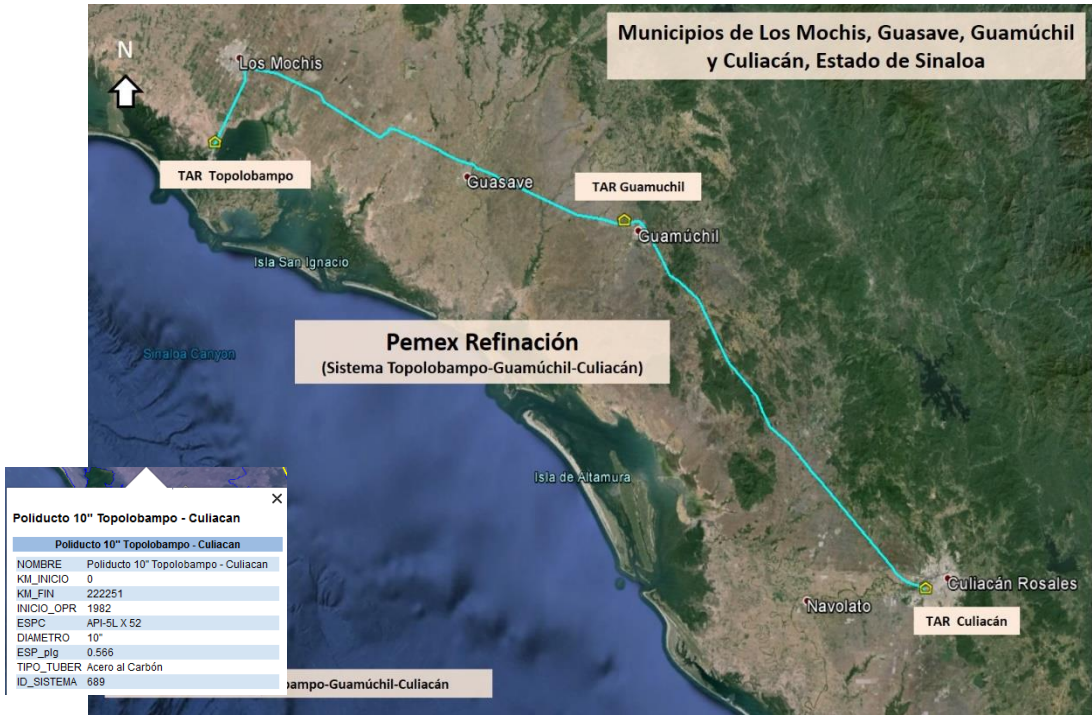 Municipios de Los Mochis, Guasave, Guamúchil
y Culiacán, Estado de Sinaloa
N
Los Mochis
TAR Topolobampo
Guasave
TAR Guamuchil
Guamúchil
Isla San Ignacio
Pemex Refinación
(Sistema Topolobampo-Guamúchil-Culiacán)
Sinaloa Canyon
Isla de Altamura
Culiacán Rosales
Navolato
TAR Culiacán
Poliducto 10" Topolobampo - Culiacan
Poliducto 10" Topolobampo - Culiacan
NOMBRE Poliducto 10" Topolobampo - Culiacan
KM_INICIO 0
KM_FIN 222251
INICIO_OPR 1982
ESPC API-5L X 52
DIAMETRO 10"
ESP_plg 0.566
TIPO_TUBER Acero al Carbón
ID_SISTEMA 689
ampo-Guamúchil-Culiacán